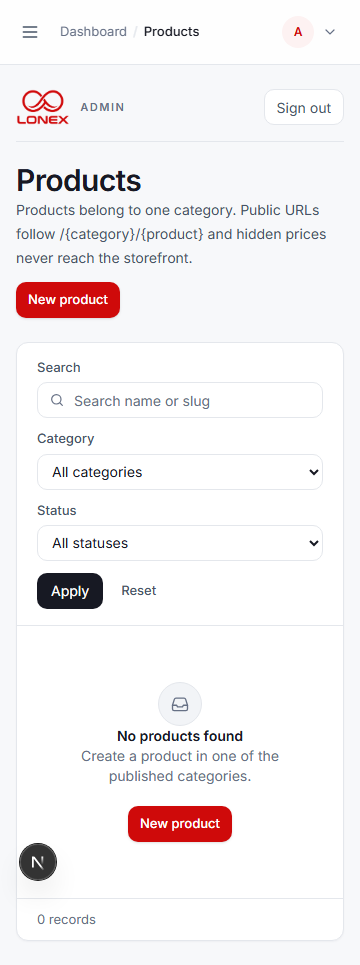 Dashboard / Products
A
LONEX
ADMIN
Sign out
Products
Products belong to one category. Public URLs
follow /{category}/{product} and hidden prices
never reach the storefront.
New product
Search
Search name or slug
Category
All categories
Status
All statuses
Apply
Reset
No products found
Create a product in one of the
published categories.
New product
N
0 records